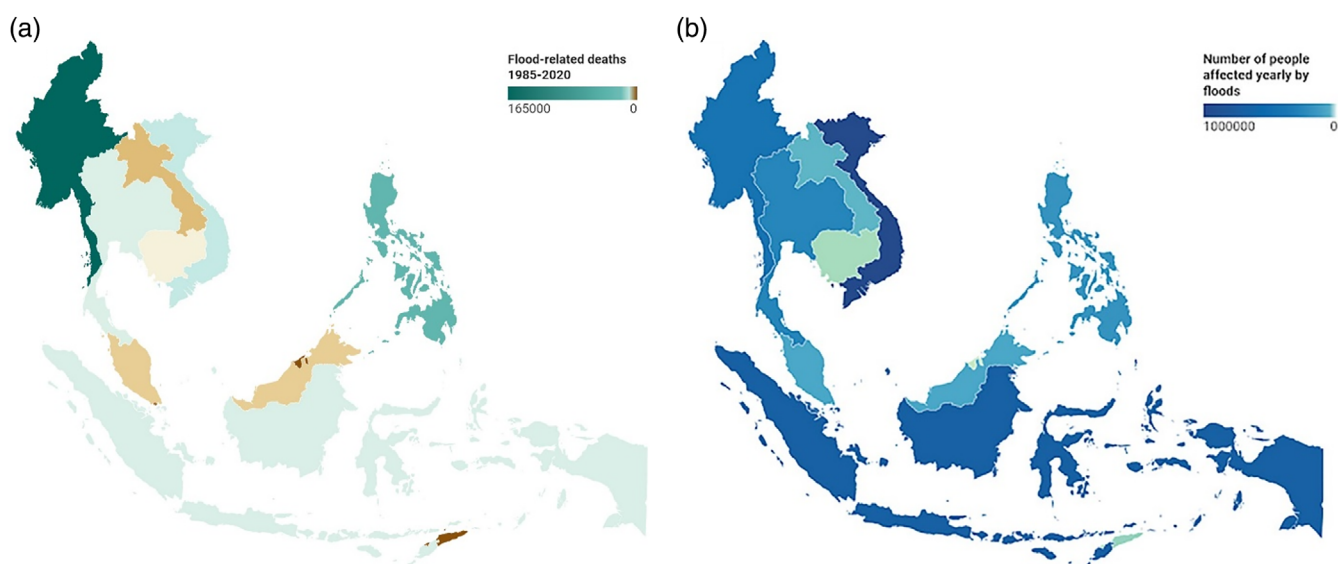 (a)
Flood-related deaths
1985-2020
165000 0
(b)
Number of people
affected yearly by
floods
1000000 0